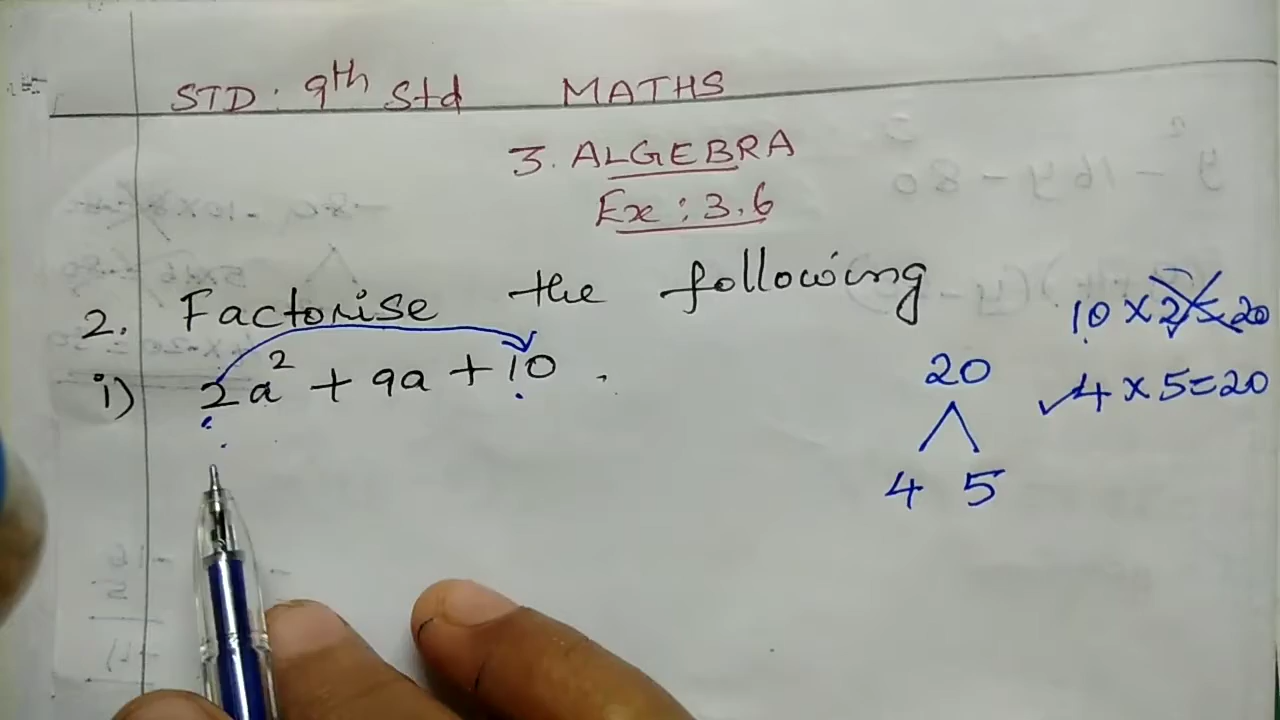 STD: 9th Std MATHS
3. ALGEBRA
Ex: 3.6
2. Factorise the following
i) 2a² + 9a + 10.
10 × 2 = 20
20
✓4 × 5 = 20
4 5